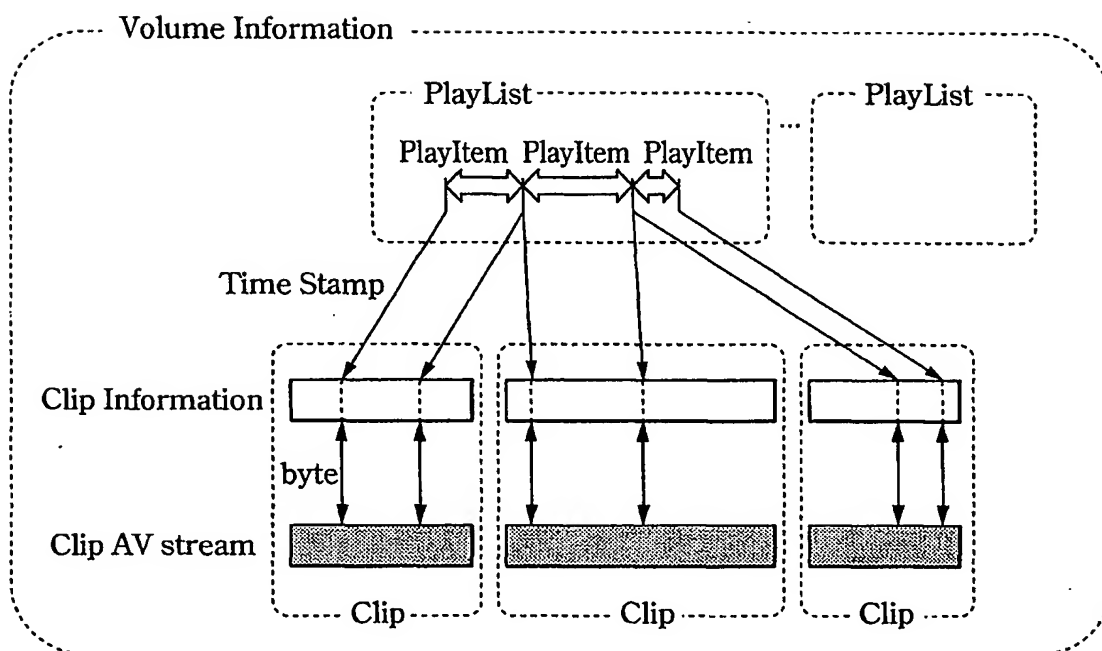 Volume Information
PlayList
PlayList
...
PlayItem PlayItem PlayItem
Time Stamp
Clip Information
byte
Clip AV stream
Clip
Clip
Clip